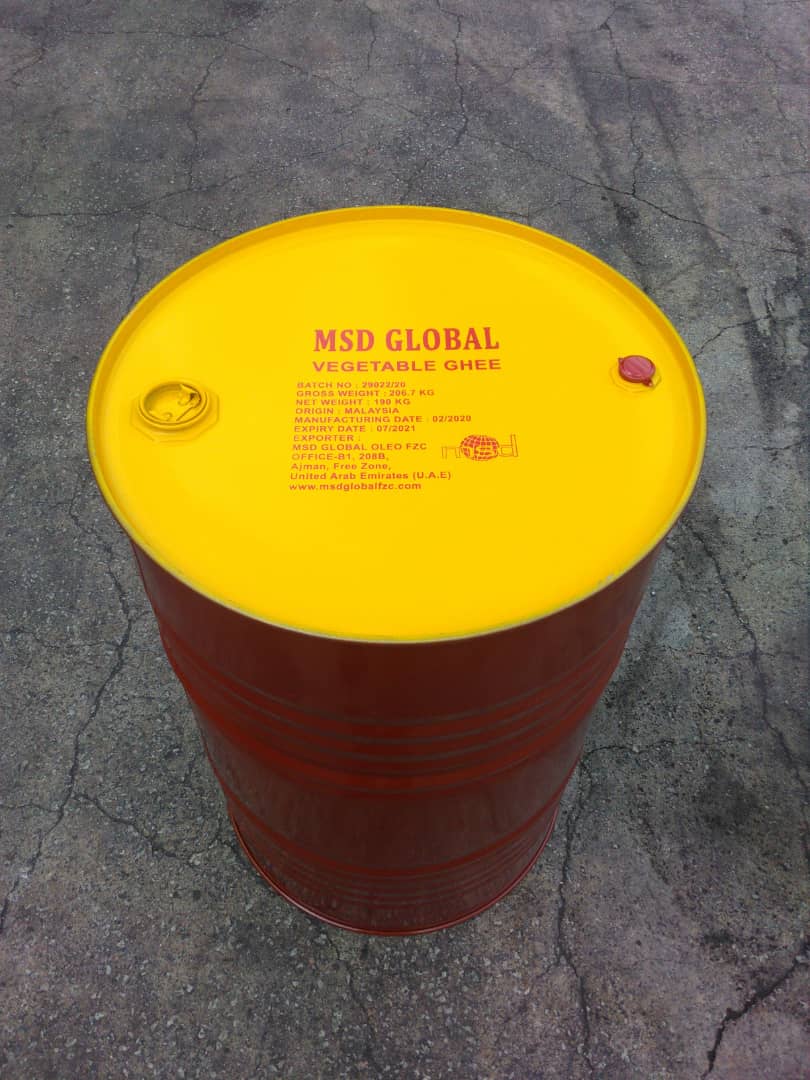 MSD GLOBAL
VEGETABLE GHEE
BATCH NO : 29022/20
GROSS WEIGHT : 206.7 KG
NET WEIGHT : 190 KG
ORIGIN : MALAYSIA
MANUFACTURING DATE : 02/2020
EXPIRY DATE : 07/2021
EXPORTER :
MSD GLOBAL OLEO FZC
OFFICE-B1, 208B,
Ajman, Free Zone,
United Arab Emirates (U.A.E)
www.msdglobalfzc.com
msd